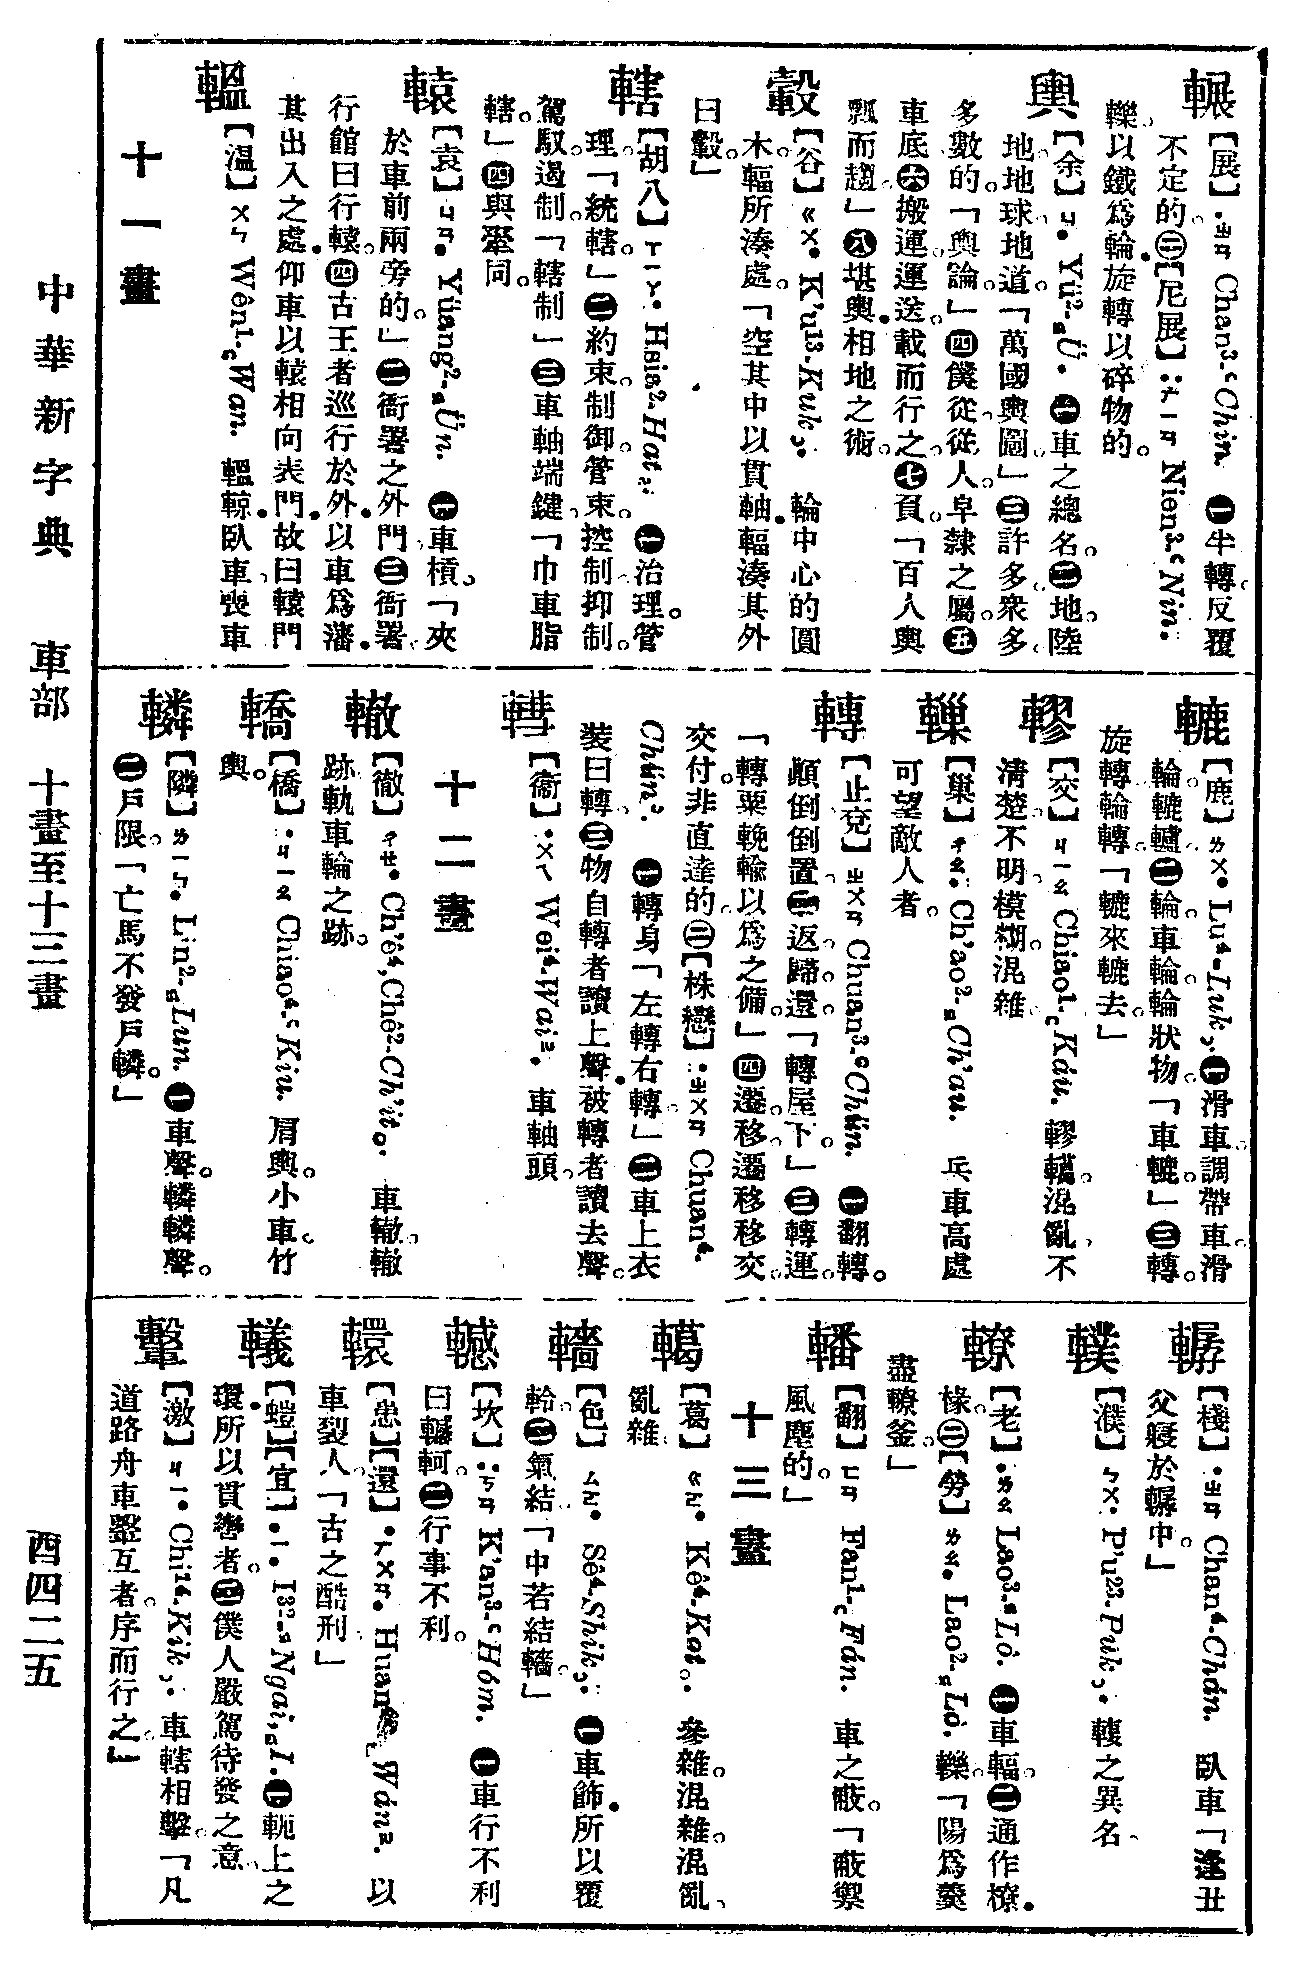 輾【展】·ㄓㄢ Chan³-ᶜChin. ㊀半轉反覆
不定的。㊁【尼展】:ㄏㄧㄢ Nien³-ᶜNin.
轢以鐵爲輪旋轉以碎物的。
輿【余】ㄩ• Yü²-Ü. ㊀車之總名。㊁地。陸
地。地球。地道。「萬國輿圖」㊂許多。衆多。
多數的。「輿論」㊃僕從。從人。皁隸之屬。㊄
車底。㊅搬運。運送。載而行之。㊆負。「百人輿
瓢而趨」㊇堪輿。相地之術。
轂【谷】ㄍㄨ• K'u¹³-Kuk。 輪中心的圓
木。輻所湊處。「空其中以貫軸。輻湊其外
曰轂」
轄【胡八】ㄒㄧㄚ• Hsia²-Hat。 ㊀治理。管
理。「統轄」㊁約束。制御。管束。控制。抑制。
駕馭。遏制。「轄制」㊂車軸端鍵。「巾車脂
轄」㊃與舝同。
轅【袁】ㄩㄢ• Yüang²-Ün. ㊀車槓。「夾
於車前兩旁的」㊁衙署之外門。㊂衙署。
行館曰行轅。㊃古王者巡行於外。以車爲藩。
其出入之處。仰車以轅相向表門。故曰轅門
轀【溫】ㄨㄣ Wên¹-Wan. 轀輬。臥車。喪車
十一畫
轆【鹿】ㄌㄨ• Lu⁴-Luk。 ㊀滑車。調帶車。滑
輪。轆轤。㊁輪。車輪。輪狀物。「車轆」㊂轉。
旋轉。輪轉。「轆來轆去」
轇【交】ㄐㄧㄠ Chiao¹-Káu. 轇轕。混亂。不
淸楚。不明。模糊。混雜。
轈【巢】ㄔㄠ• Ch'ao²-Ch'au. 兵車高處
可望敵人者。
轉【止兗】ㄓㄨㄢ Chuan³-ᶜChün. ㊀翻轉。
顚倒。倒置。㊁返歸。還。「轉屋下」㊂轉運。
「轉粟輓輸以爲之備」㊃遷移。遷移。移交。
交付。非直達的。㊁【株戀】·:ㄓㄨㄢ Chuan⁴-
Chün². ㊀轉身。「左轉右轉」㊁車上衣
裝曰轉。㊂物自轉者讀上聲。被轉者讀去聲。
轊【衞】·ㄨㄟ Wei⁴-Wai². 車軸頭。
十二畫
轍【徹】ㄔㄜ• Ch'ê⁴,Chê²-Ch'it。 車轍。轍
跡。軌。車輪之跡。
轎【橋】·ㄐㄧㄠ Chiao⁴-ᶜKiu. 肩輿。小車。竹
輿。
轔【隣】ㄌㄧㄣ• Lin²-Lun. ㊀車聲。轔轔聲。
㊁戶限。「亡馬不發戶轔。」
轏【棧】·ㄓㄢ Chan⁴-Chán. 臥車「逢丑
父寢於轏中。」
轐【濮】ㄅㄨ• P'u²³-Puk。 輹之異名。
轑【老】·ㄌㄠ Lao³-Lò. ㊀車輻。㊁通作橑。
椽。㊁【勞】ㄌㄠ• Lao²-Lò. 轢「陽爲羹
盡轑釜。」
轓【翻】ㄈㄢ Fan¹-Fán. 車之蔽。「蔽禦
風塵的。」
十三畫
轕【葛】ㄍㄜ• Kê⁴-Kot。 參雜。混雜。混亂。
亂雜
轖【色】ㄙㄜ• Sê⁴-Shik。 ㊀車飾。所以覆
軨。㊁氣結。「中若結轖。」
轗【坎】:ㄎㄢ K'an³-ᶜHóm. ㊀車行不利
曰轗軻。㊁行事不利。
轘【患】【還】·ㄏㄨㄢ• Huan Wán². 以
車裂人「古之酷刑」
轙【螘】【宜】·ㄧ• I³²-Ngai,I. ㊀軛上之
環。所以貫轡者。㊁僕人嚴駕待發之意。
轚【激】ㄐㄧ• Chi¹⁴-Kik。 車轄相擊。「凡
道路舟車轚互者。序而行之。」
中華新字典 車部 十畫至十三畫 酉四二五